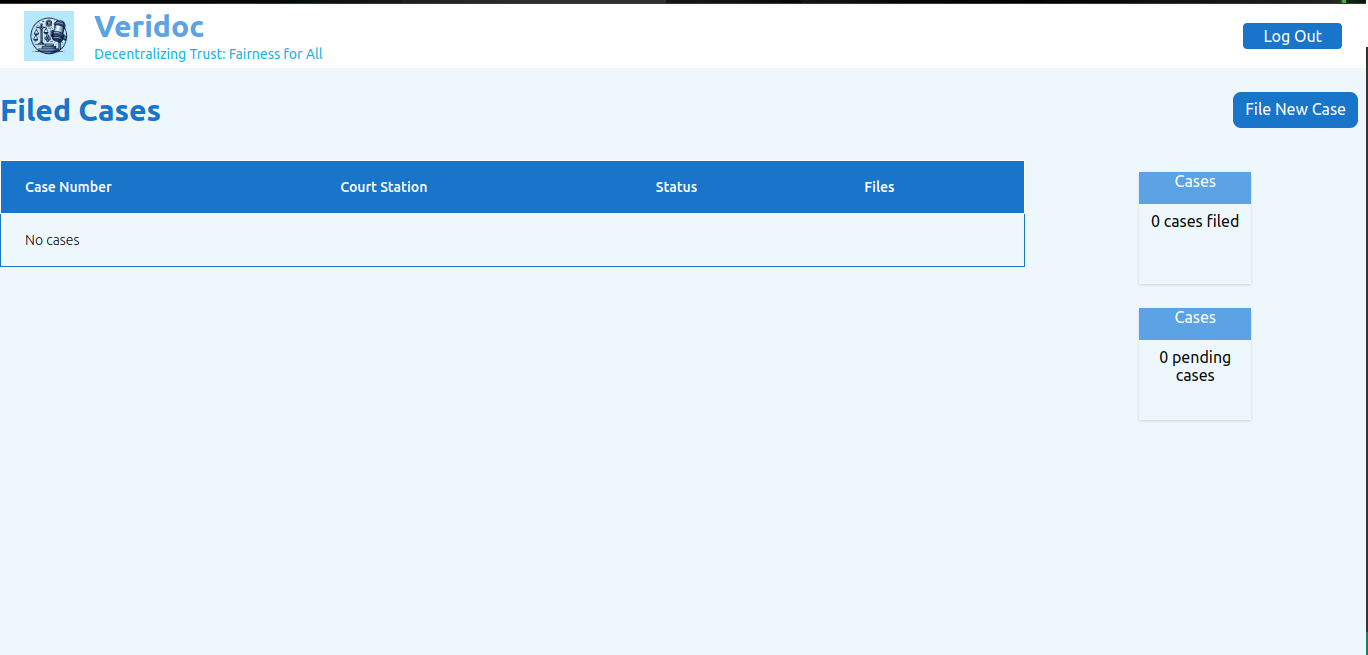 Veridoc
Decentralizing Trust: Fairness for All
Log Out
Filed Cases
File New Case
Case Number Court Station Status Files
No cases
Cases
0 cases filed
Cases
0 pending
cases